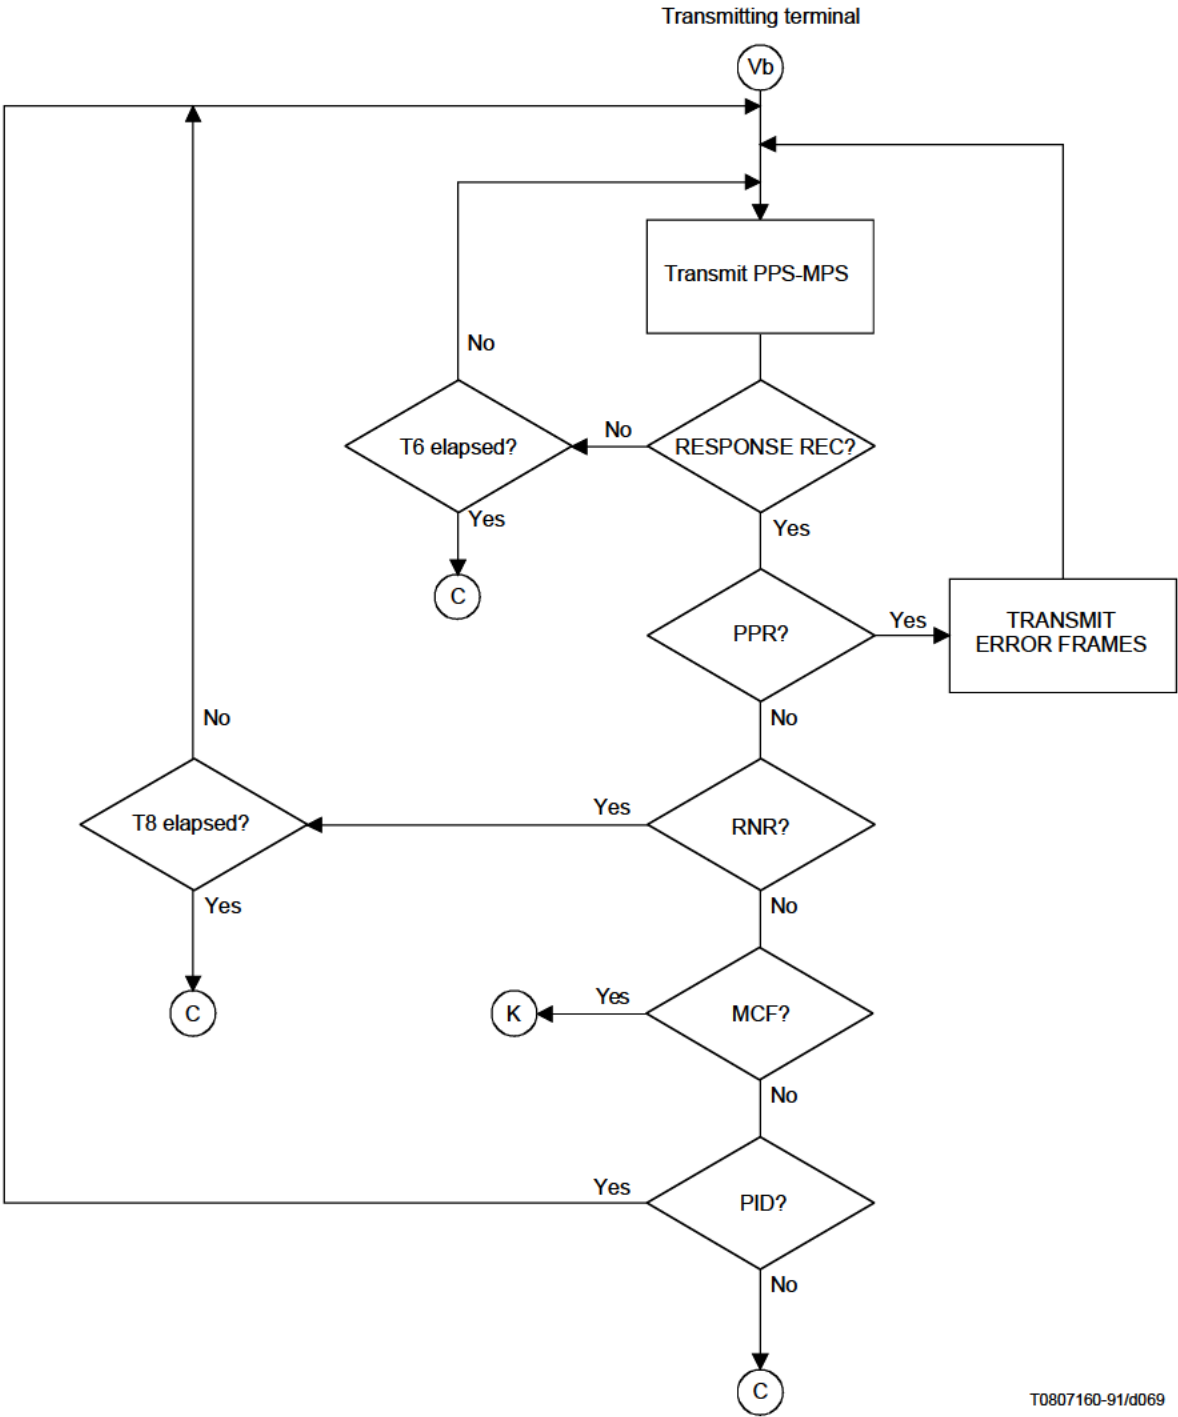 Transmitting terminal
Vb
Transmit PPS-MPS
No
T6 elapsed?
No
RESPONSE REC?
Yes
Yes
C
PPR?
Yes
TRANSMIT
ERROR FRAMES
No
No
T8 elapsed?
Yes
RNR?
Yes
No
C
K
Yes
MCF?
No
Yes
PID?
No
C
T0807160-91/d069